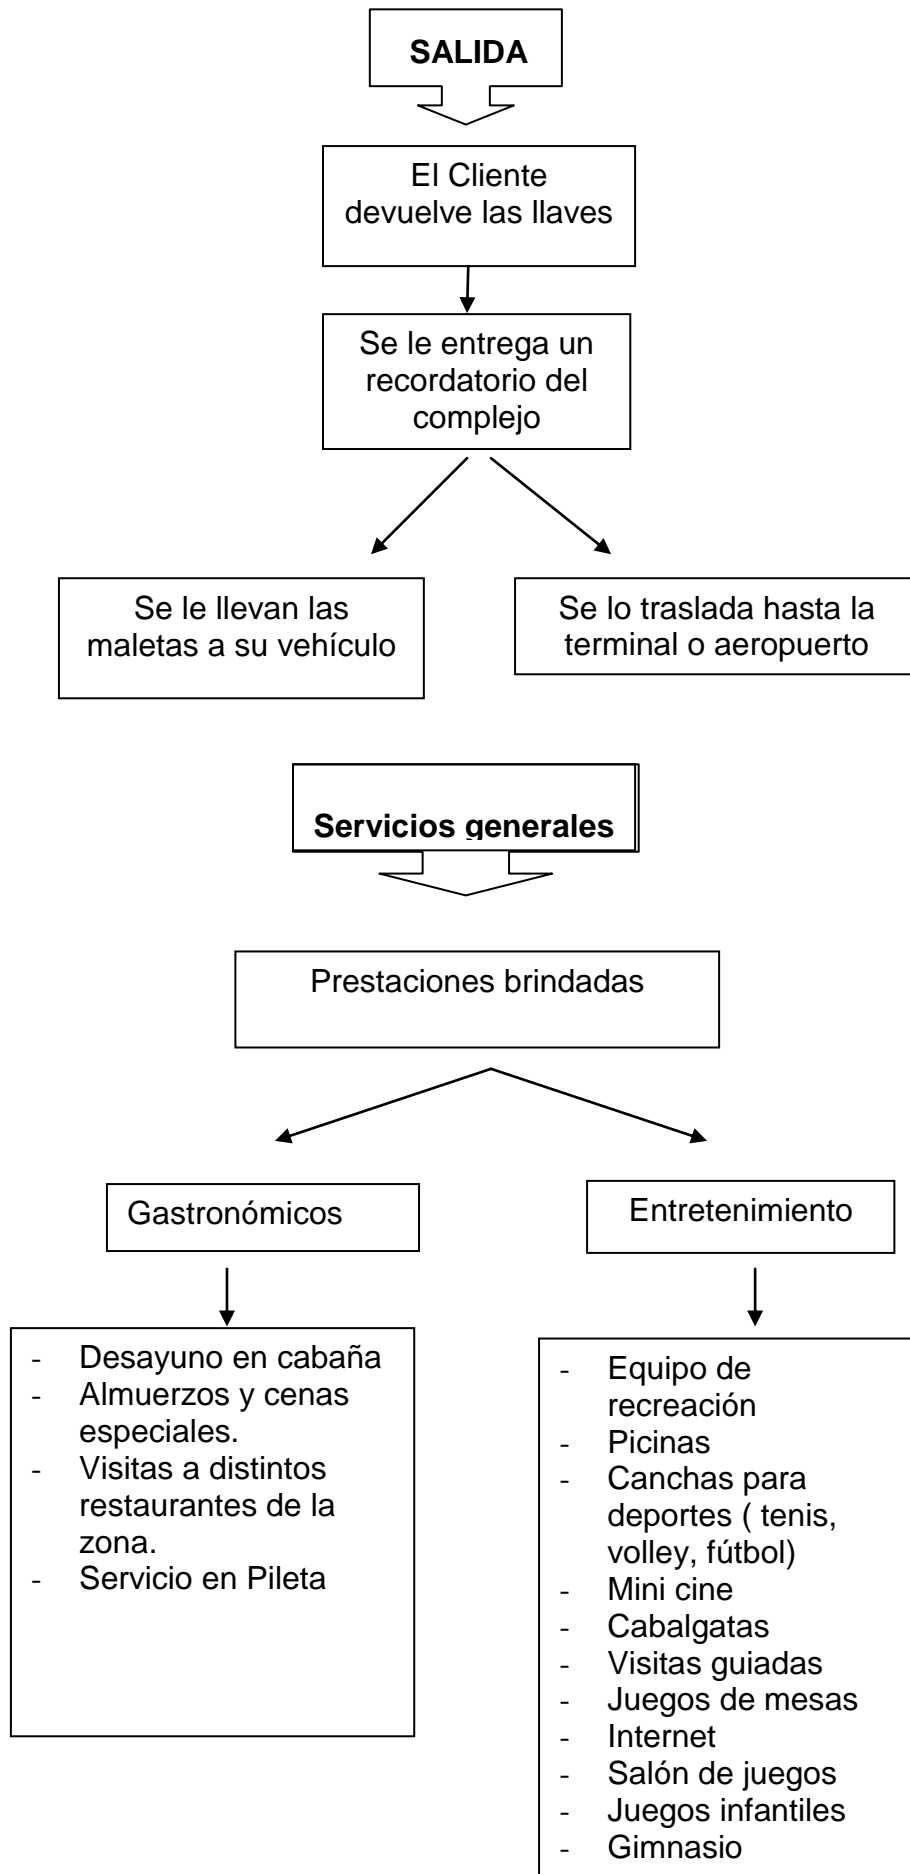 SALIDA
El Cliente
devuelve las llaves
Se le entrega un
recordatorio del
complejo
Se le llevan las
maletas a su vehículo
Se lo traslada hasta la
terminal o aeropuerto
Servicios generales
Prestaciones brindadas
Gastronómicos
- Desayuno en cabaña
- Almuerzos y cenas
especiales.
- Visitas a distintos
restaurantes de la
zona.
- Servicio en Pileta
Entretenimiento
- Equipo de
recreación
- Picinas
- Canchas para
deportes ( tenis,
volley, fútbol)
- Mini cine
- Cabalgatas
- Visitas guiadas
- Juegos de mesas
- Internet
- Salón de juegos
- Juegos infantiles
- Gimnasio